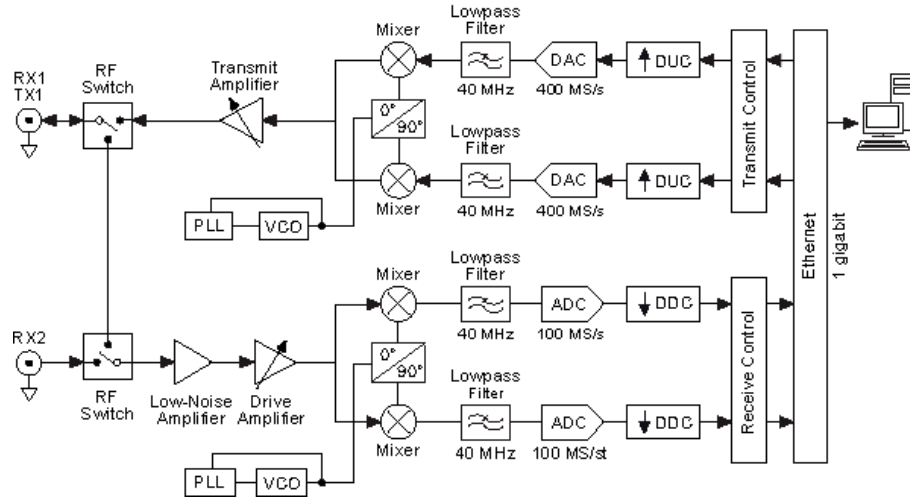 Mixer
Lowpass
Filter
40 MHz
DAC
400 MS/s
DUC
RX1
TX1
RF
Switch
Transmit
Amplifier
0°
90°
Lowpass
Filter
40 MHz
DAC
400 MS/s
DUC
Mixer
PLL
VCO
Transmit Control
Ethernet
1 gigabit
Mixer
Lowpass
Filter
40 MHz
ADC
100 MS/s
DDC
RX2
RF
Switch
Low-Noise
Amplifier
Drive
Amplifier
0°
90°
Lowpass
Filter
40 MHz
ADC
100 MS/st
DDC
Mixer
PLL
VCO
Receive Control